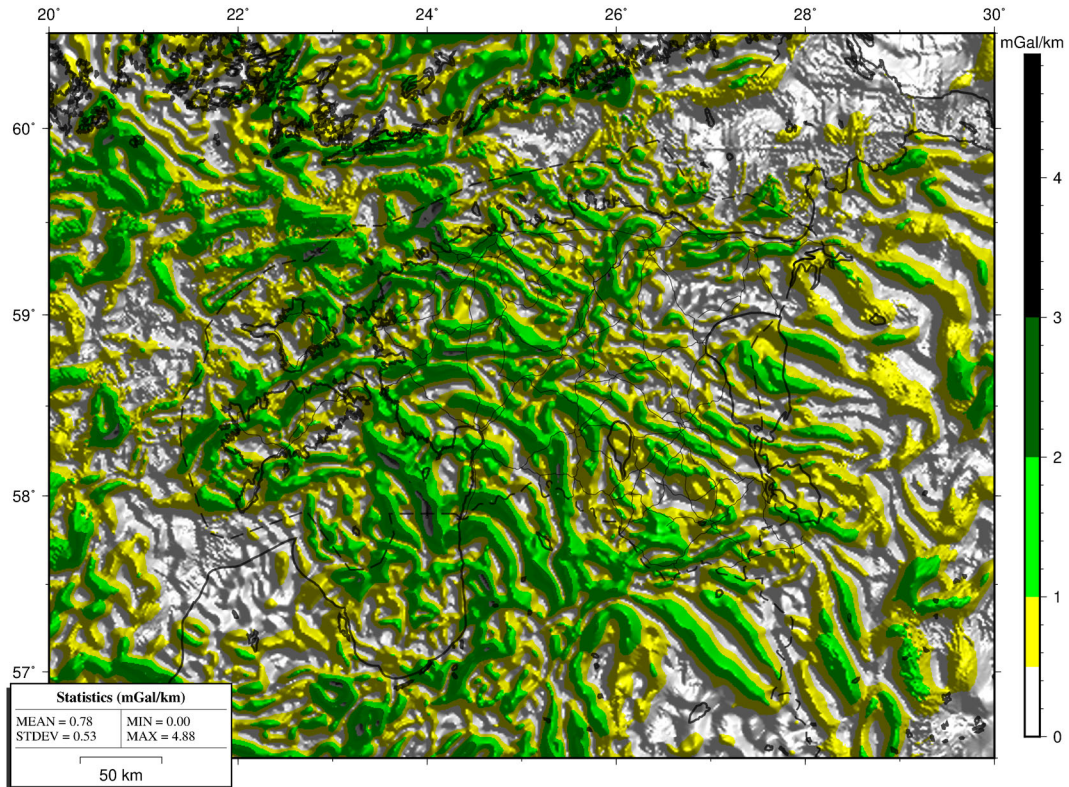 20˚ 22˚ 24˚ 26˚ 28˚ 30˚
mGal/km
60˚
59˚
58˚
57˚
4
3
2
1
0
Statistics (mGal/km)
MEAN = 0.78 MIN = 0.00
STDEV = 0.53 MAX = 4.88
50 km